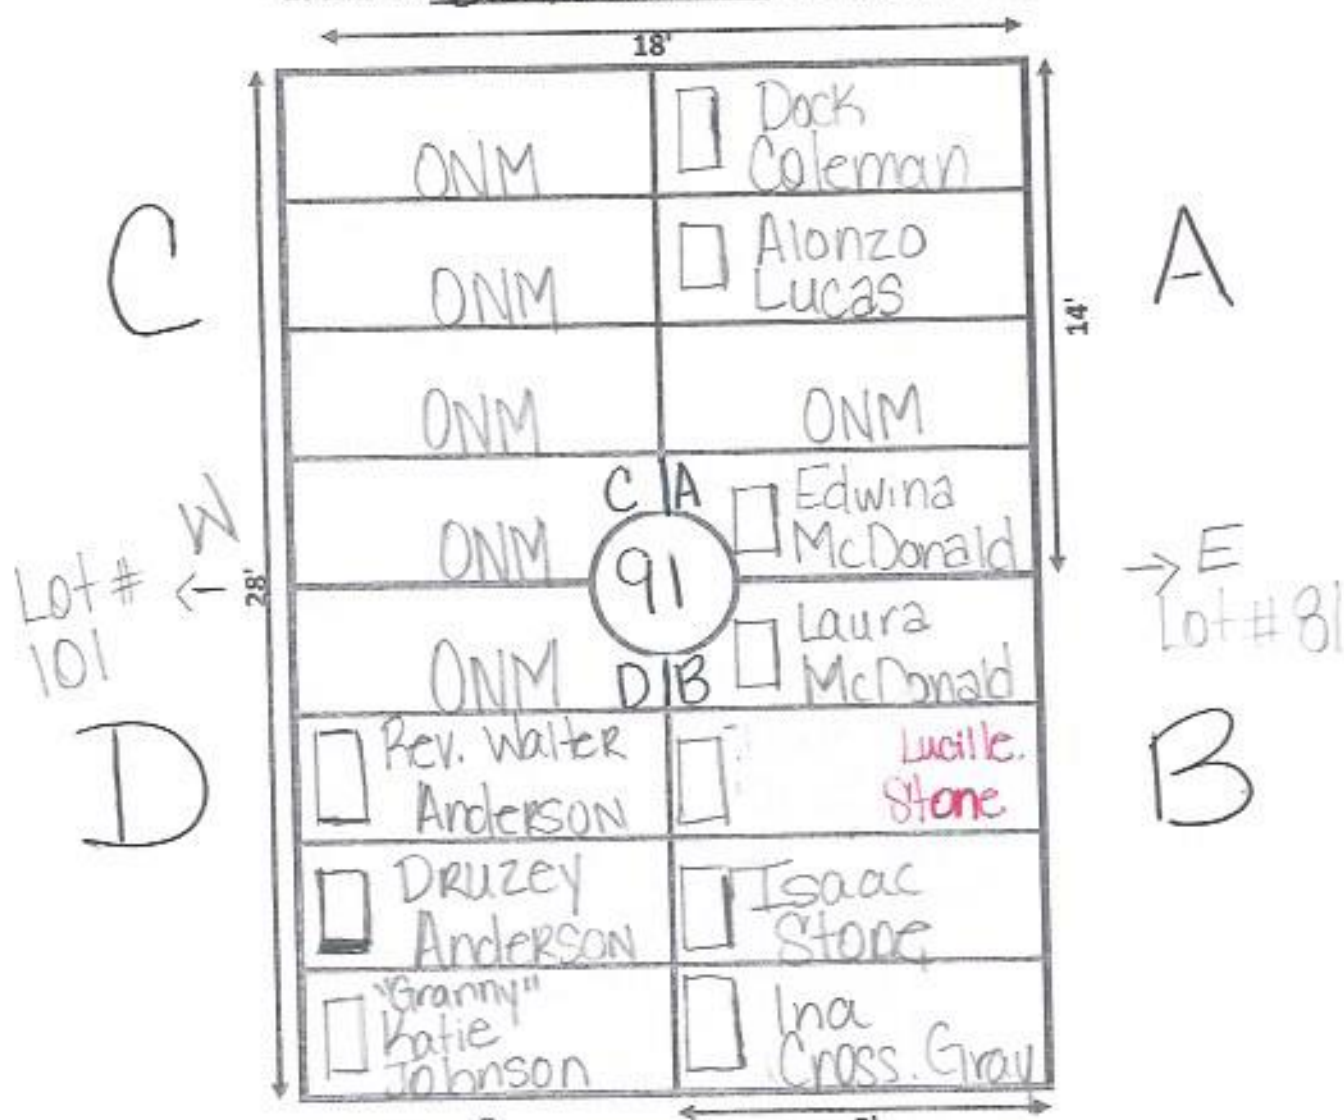 18'
ONM
Dock
Coleman
C
ONM
Alonzo
Lucas
A
14'
ONM
ONM
C A
ONM
Edwina
McDonald
W
Lot # ←
101
28'
91
→ E
Lot # 81
ONM
D B
Laura
McDonald
D
Rev. Walter
Anderson
Lucille.
Stone
B
Druzey
Anderson
Isaac
Stone
"Granny"
Katie
Johnson
Ina
Cross. Gray